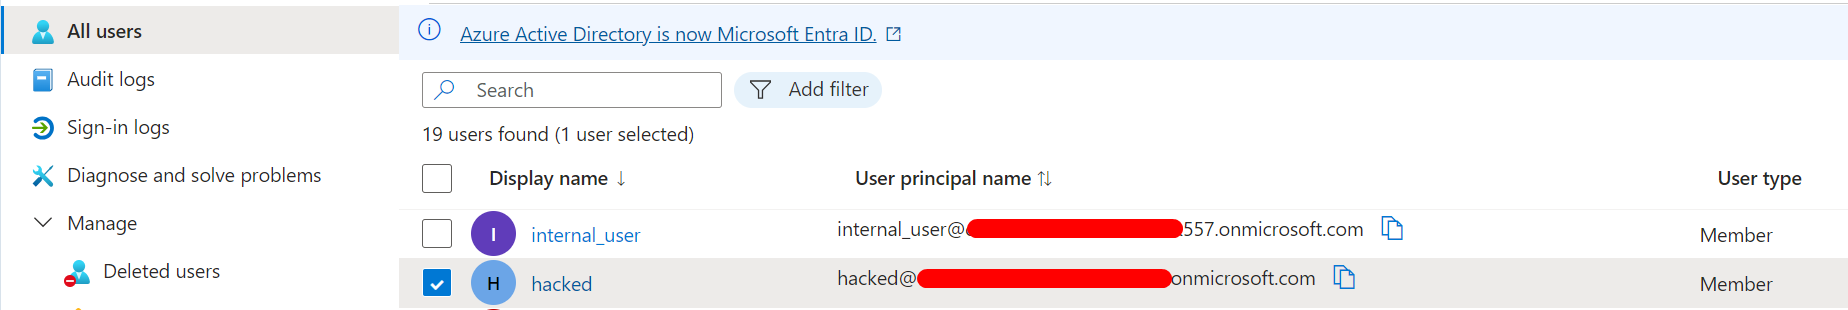 All users
Audit logs
Sign-in logs
Diagnose and solve problems
Manage
Deleted users
Azure Active Directory is now Microsoft Entra ID.
Search
Add filter
19 users found (1 user selected)
Display name ↓ User principal name ↑↓ User type
I internal_user internal_user@ 557.onmicrosoft.com Member
H hacked hacked@ onmicrosoft.com Member